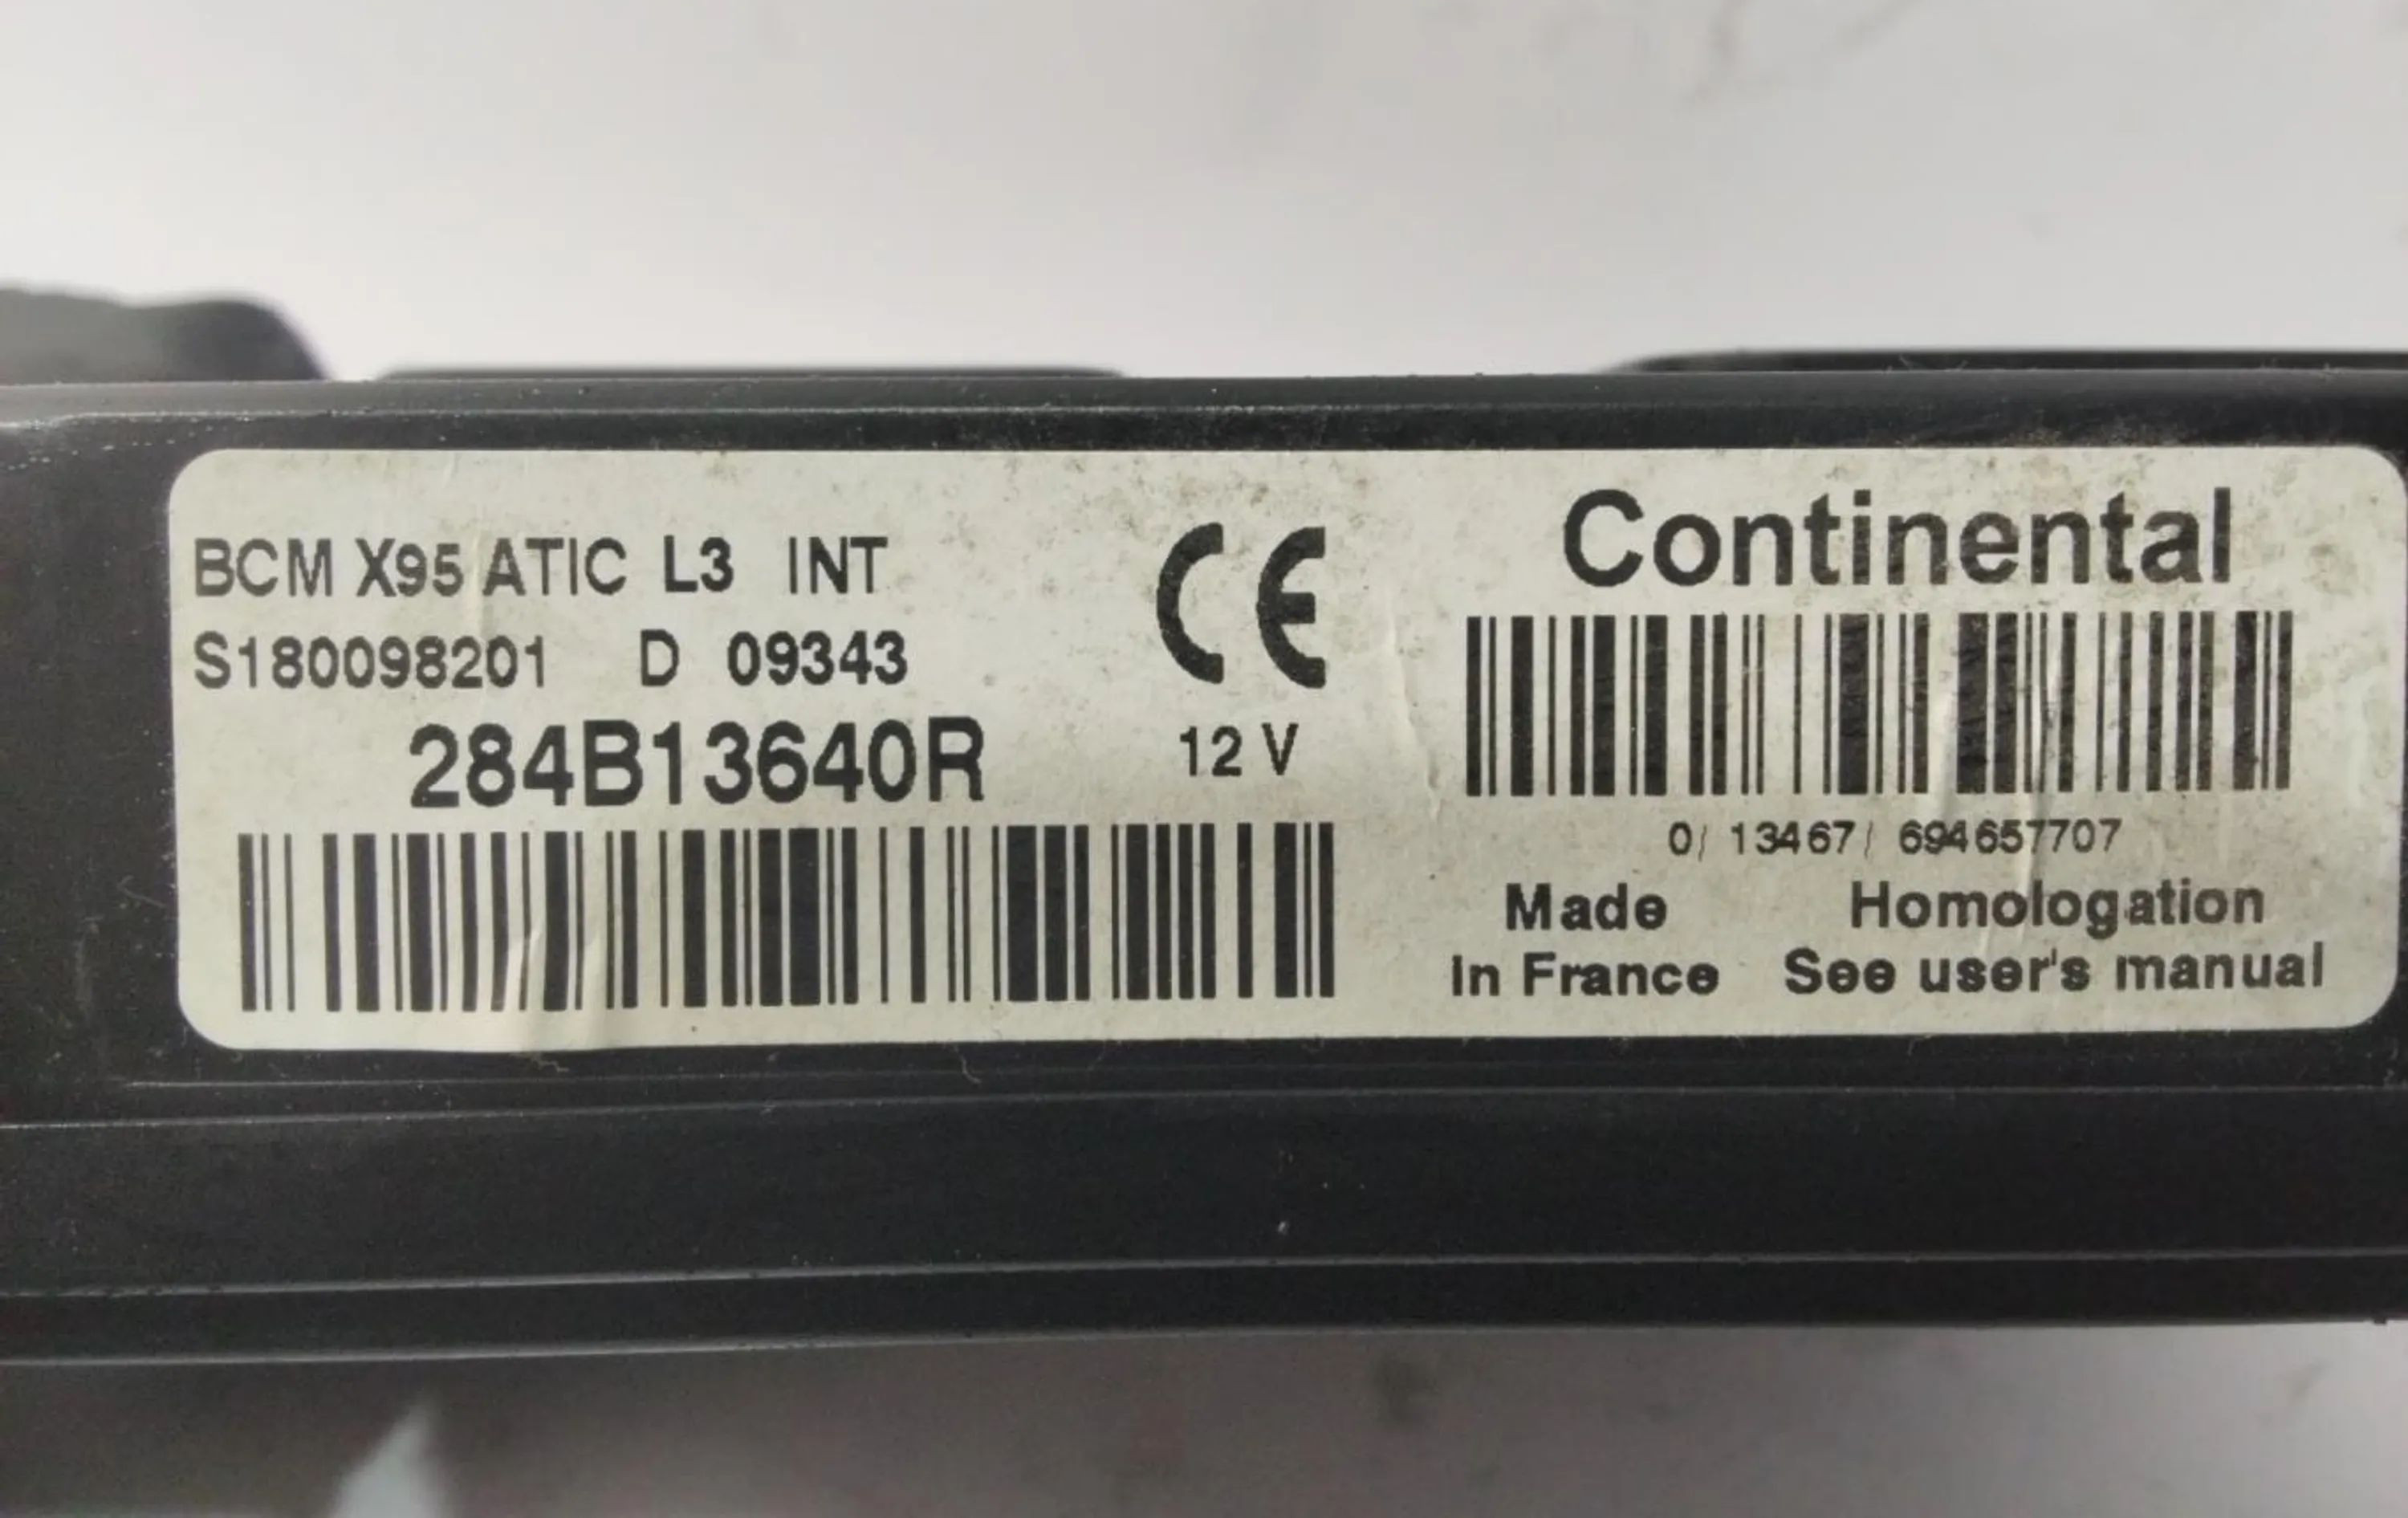 BCM X95 ATIC L3 INT
S180098201 D 09343
284B13640R
CE
12 V
Continental
0/ 13467/ 694657707
Made
In France
Homologation
See user's manual